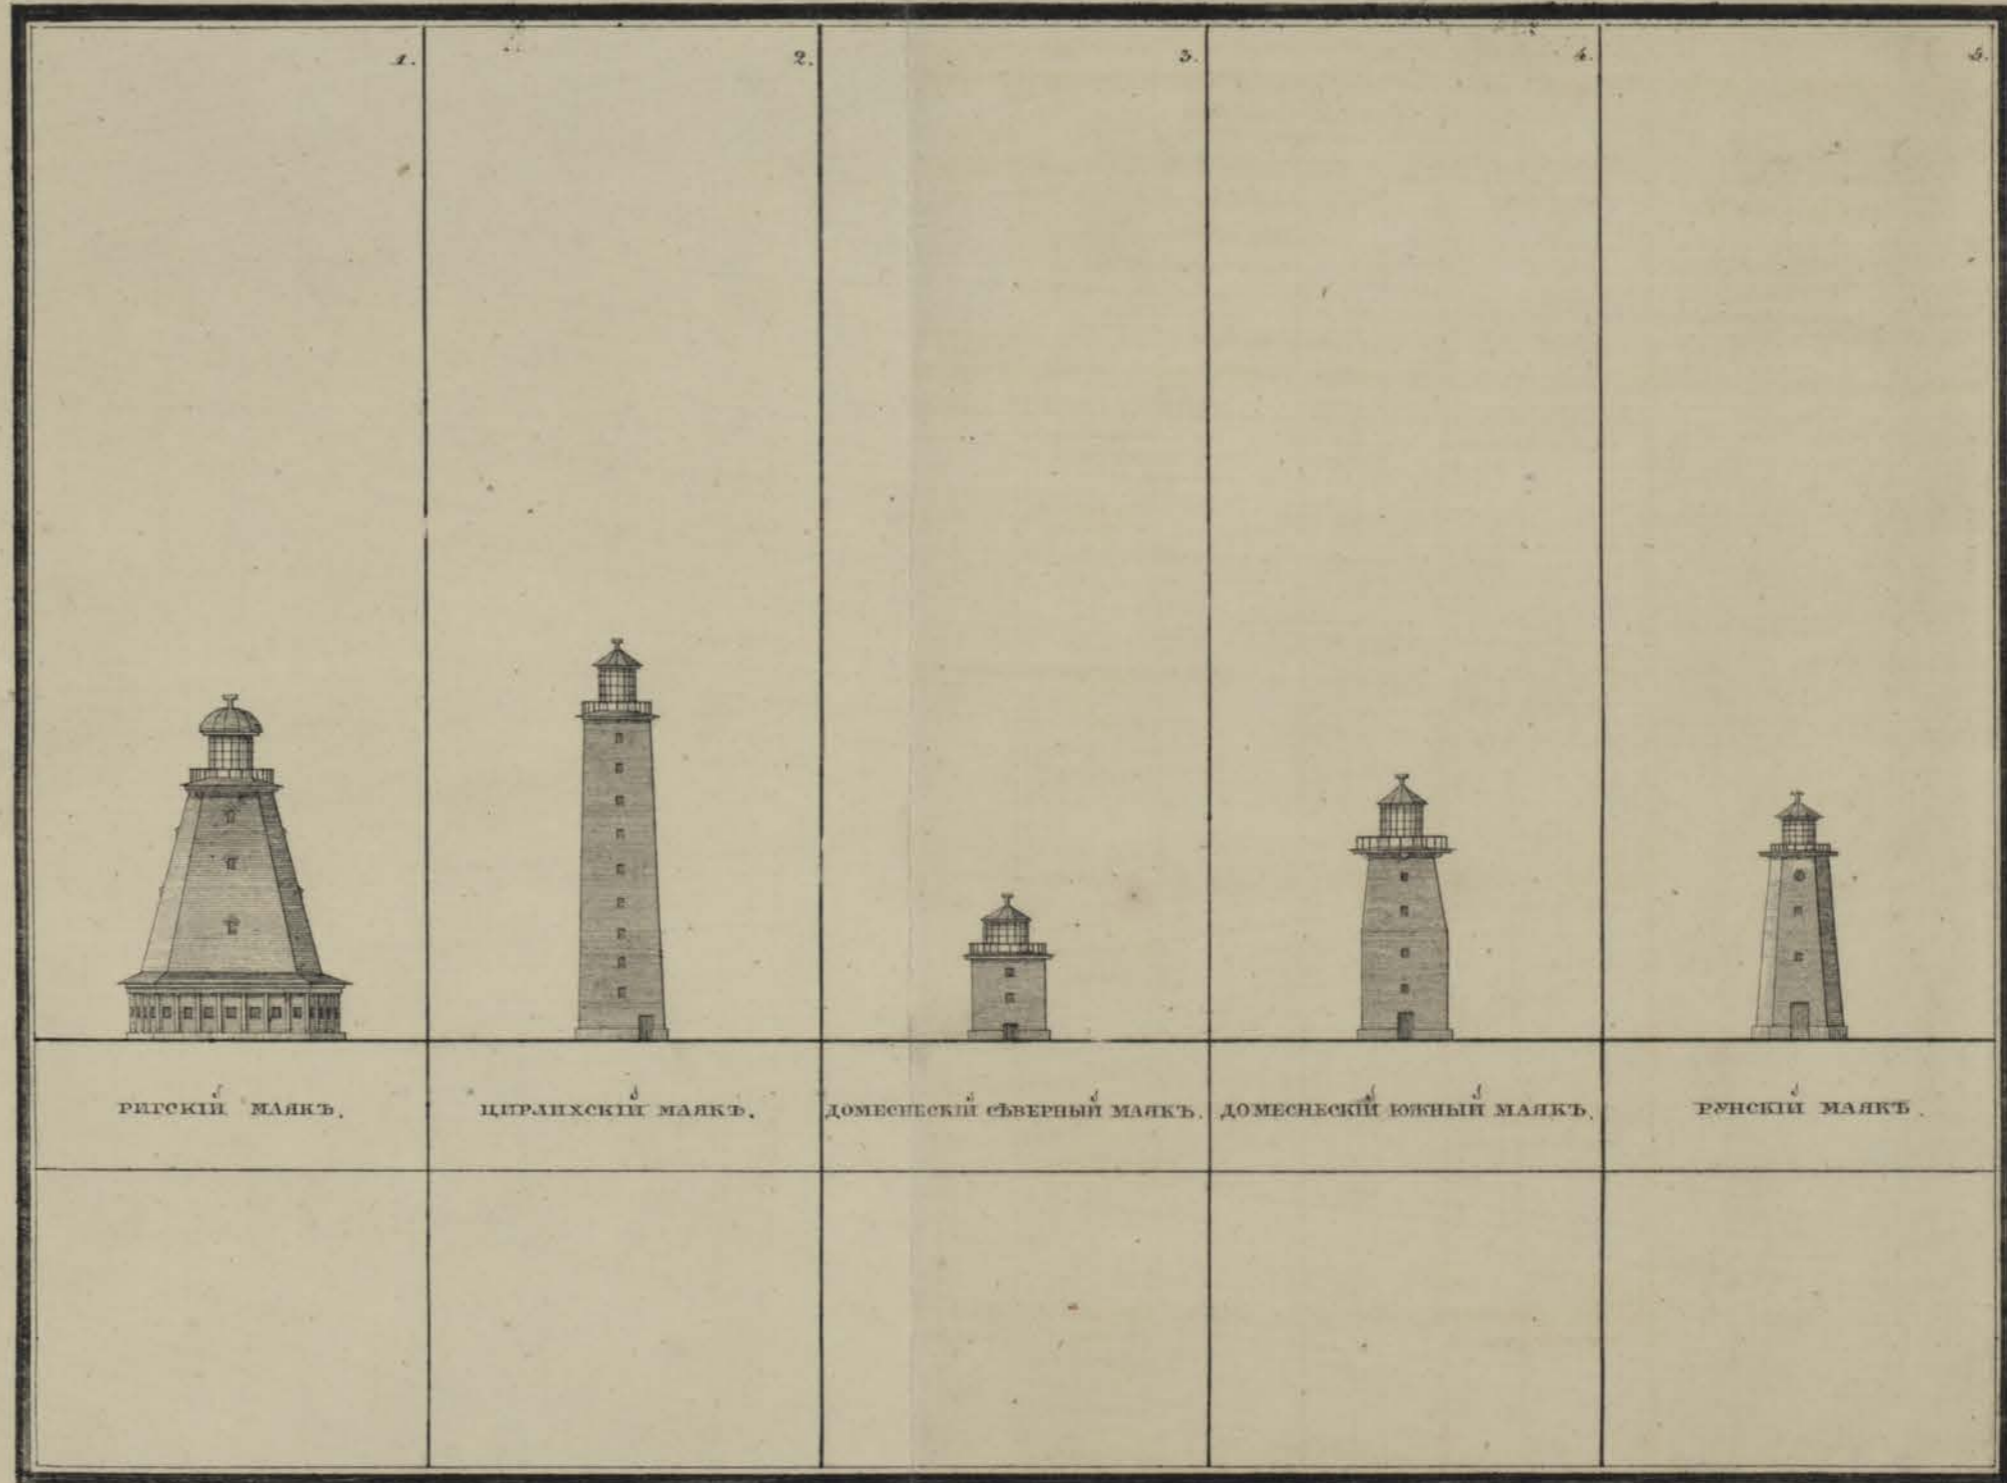 1.
2.
3.
4.
5.
РИГСКІЙ МАЯКЪ.
ЦИРЛИХСКІЙ МАЯКЪ.
ДОМЕСНЕСКІЙ СѢВЕРНЫЙ МАЯКЪ.
ДОМЕСНЕСКІЙ ЮЖНЫЙ МАЯКЪ.
РУНСКІЙ МАЯКЪ.